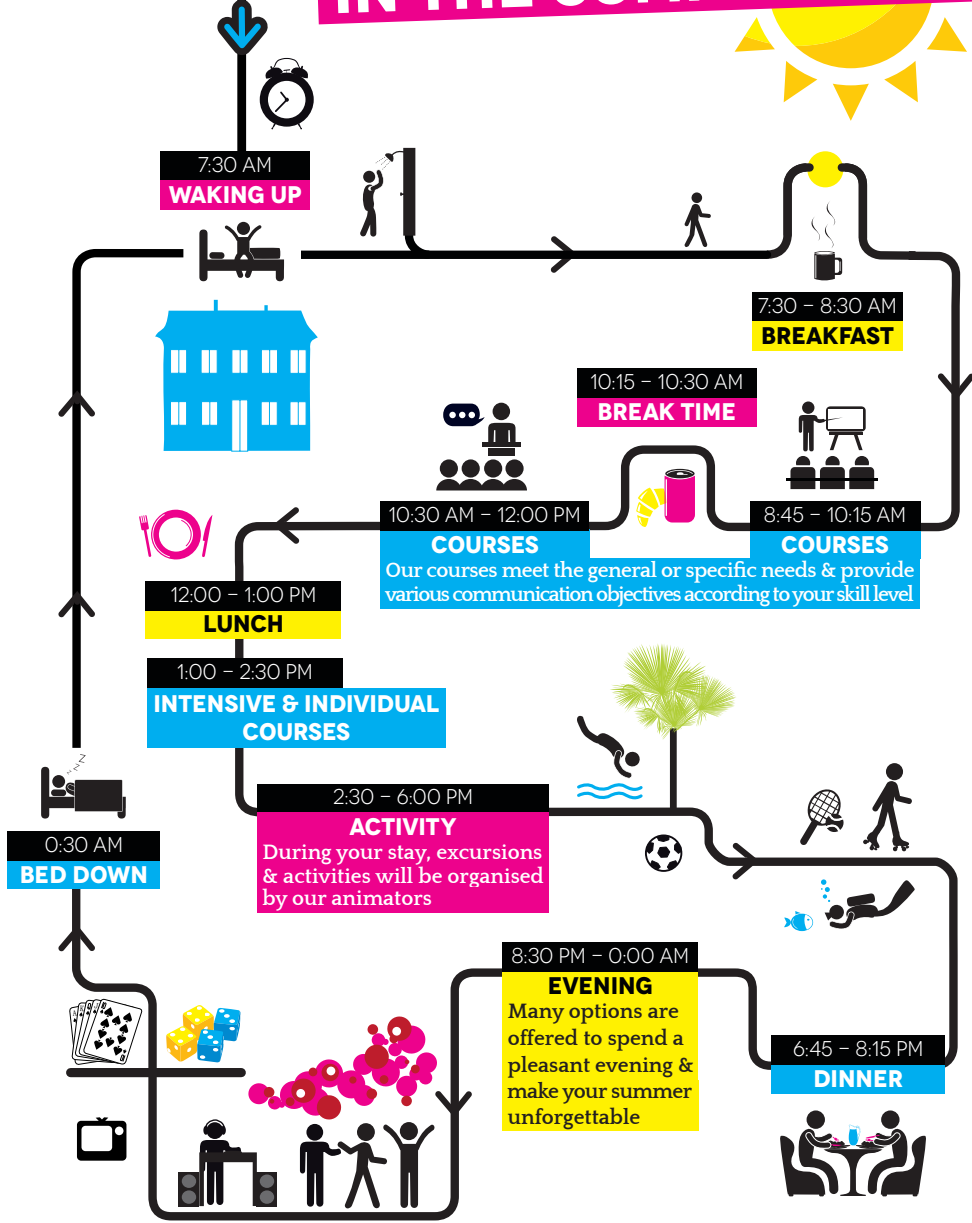 IN THE
7:30 AM
WAKING UP
7:30 – 8:30 AM
BREAKFAST
10:15 – 10:30 AM
BREAK TIME
8:45 – 10:15 AM
COURSES
10:30 AM – 12:00 PM
COURSES
Our courses meet the general or specific needs & provide
various communication objectives according to your skill level
12:00 – 1:00 PM
LUNCH
1:00 – 2:30 PM
INTENSIVE & INDIVIDUAL
COURSES
2:30 – 6:00 PM
ACTIVITY
During your stay, excursions
& activities will be organised
by our animators
6:45 – 8:15 PM
DINNER
8:30 PM – 0:00 AM
EVENING
Many options are
offered to spend a
pleasant evening &
make your summer
unforgettable
0:30 AM
BED DOWN
z
z
z